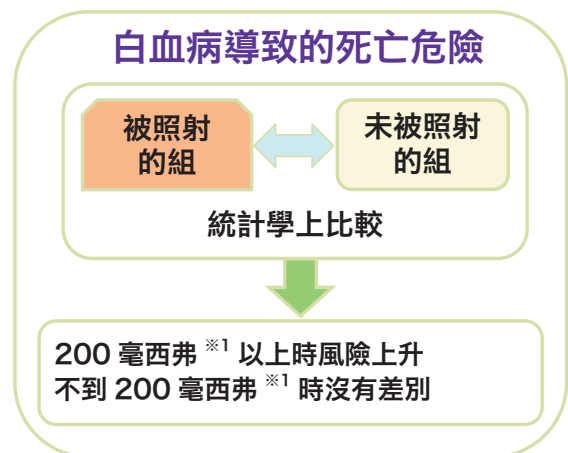 白血病導致的死亡危險
被照射
的組
未被照射
的組
統計學上比較
200 毫西弗 ※1 以上時風險上升
不到 200 毫西弗 ※1 時沒有差別